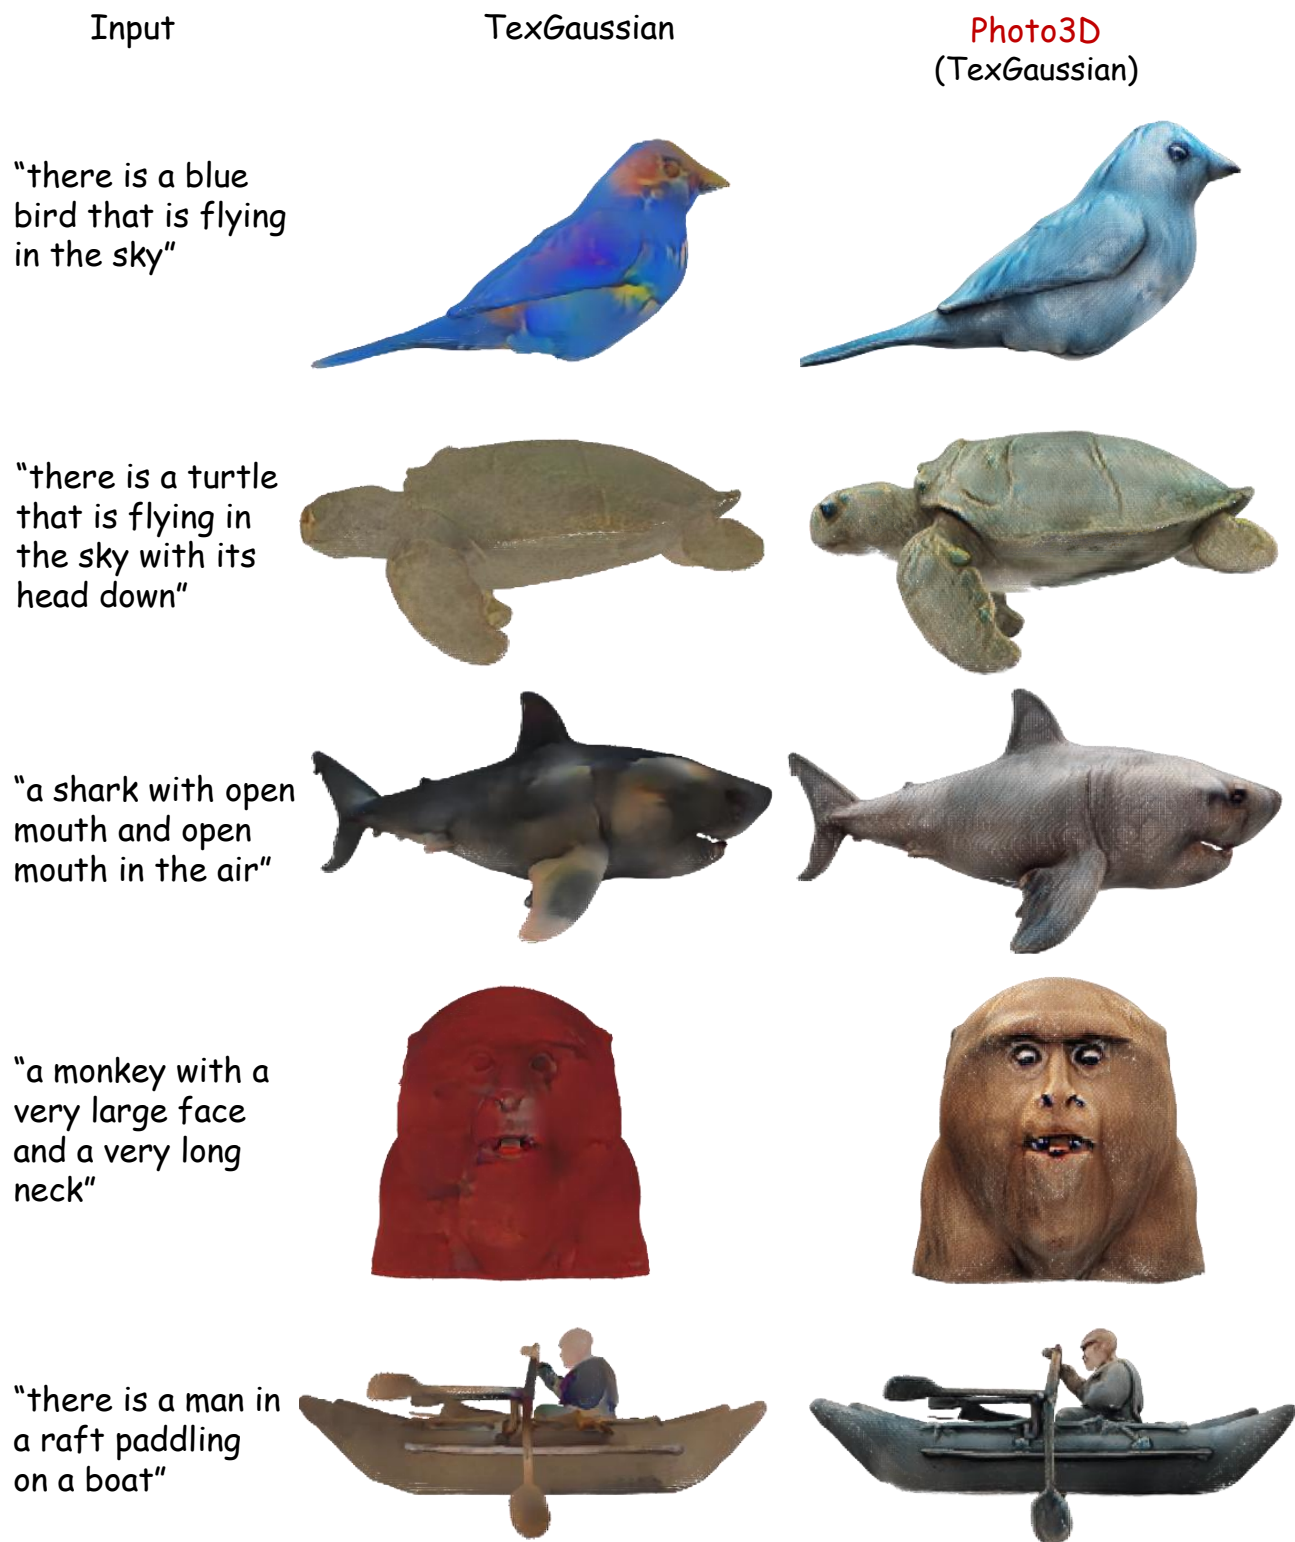 Input
TexGaussian
Photo3D
(TexGaussian)
“there is a blue
bird that is flying
in the sky”
“there is a turtle
that is flying in
the sky with its
head down”
“a shark with open
mouth and open
mouth in the air”
“a monkey with a
very large face
and a very long
neck”
“there is a man in
a raft paddling
on a boat”